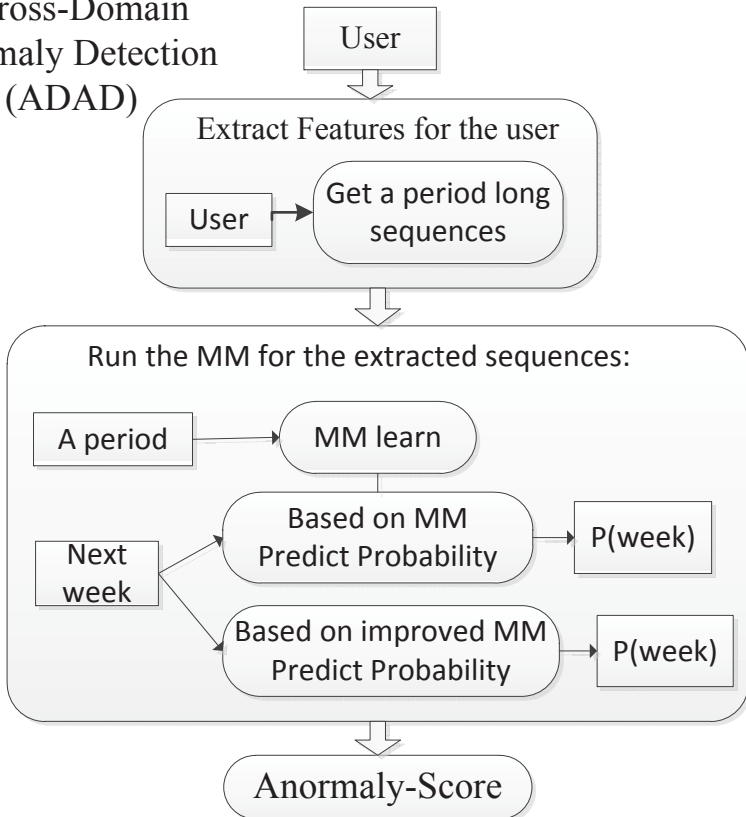 ross-Domain
maly Detection
(ADAD)
User
Extract Features for the user
User
Get a period long
sequences
Run the MM for the extracted sequences:
A period
MM learn
Based on MM
Predict Probability
P(week)
Next
week
Based on improved MM
Predict Probability
P(week)
Anormaly-Score